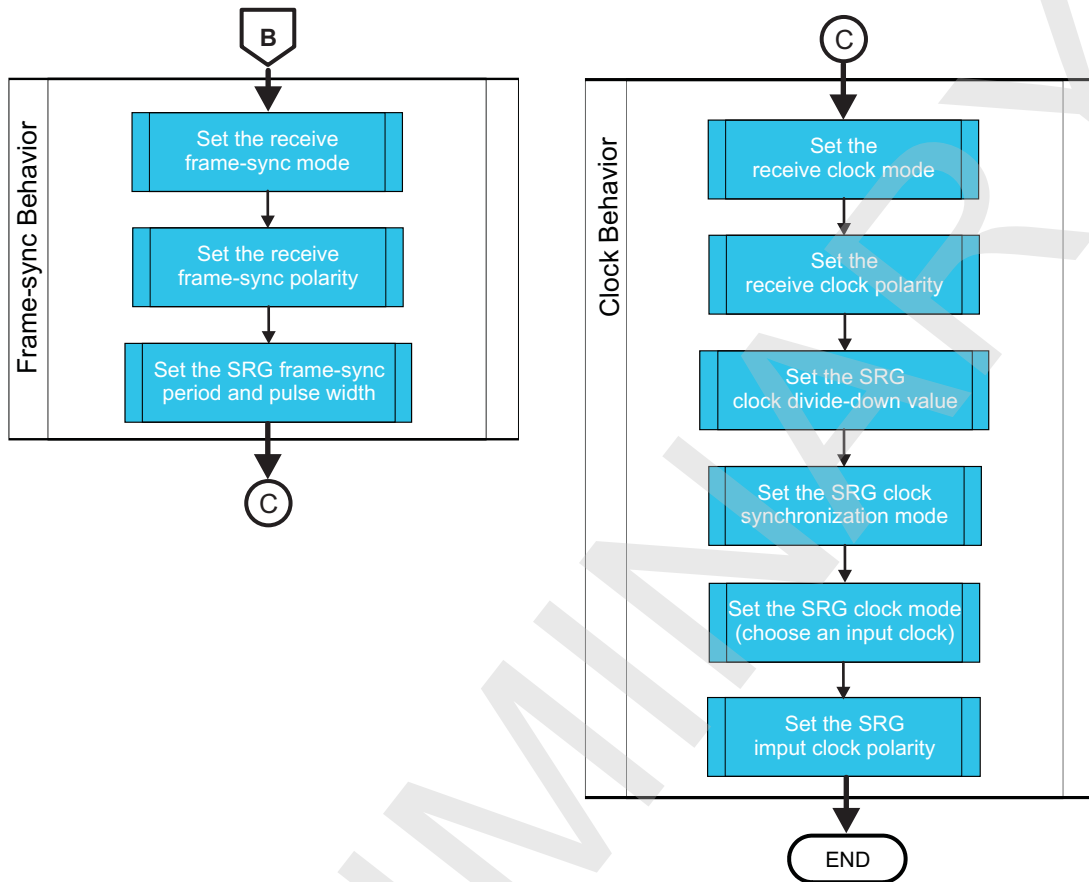 B
Frame-sync Behavior
Set the receive
frame-sync mode
Set the receive
frame-sync polarity
Set the SRG frame-sync
period and pulse width
C
C
Clock Behavior
Set the
receive clock mode
Set the
receive clock polarity
Set the SRG
clock divide-down value
Set the SRG clock
synchronization mode
Set the SRG clock mode
(choose an input clock)
Set the SRG
imput clock polarity
END
IMINARY